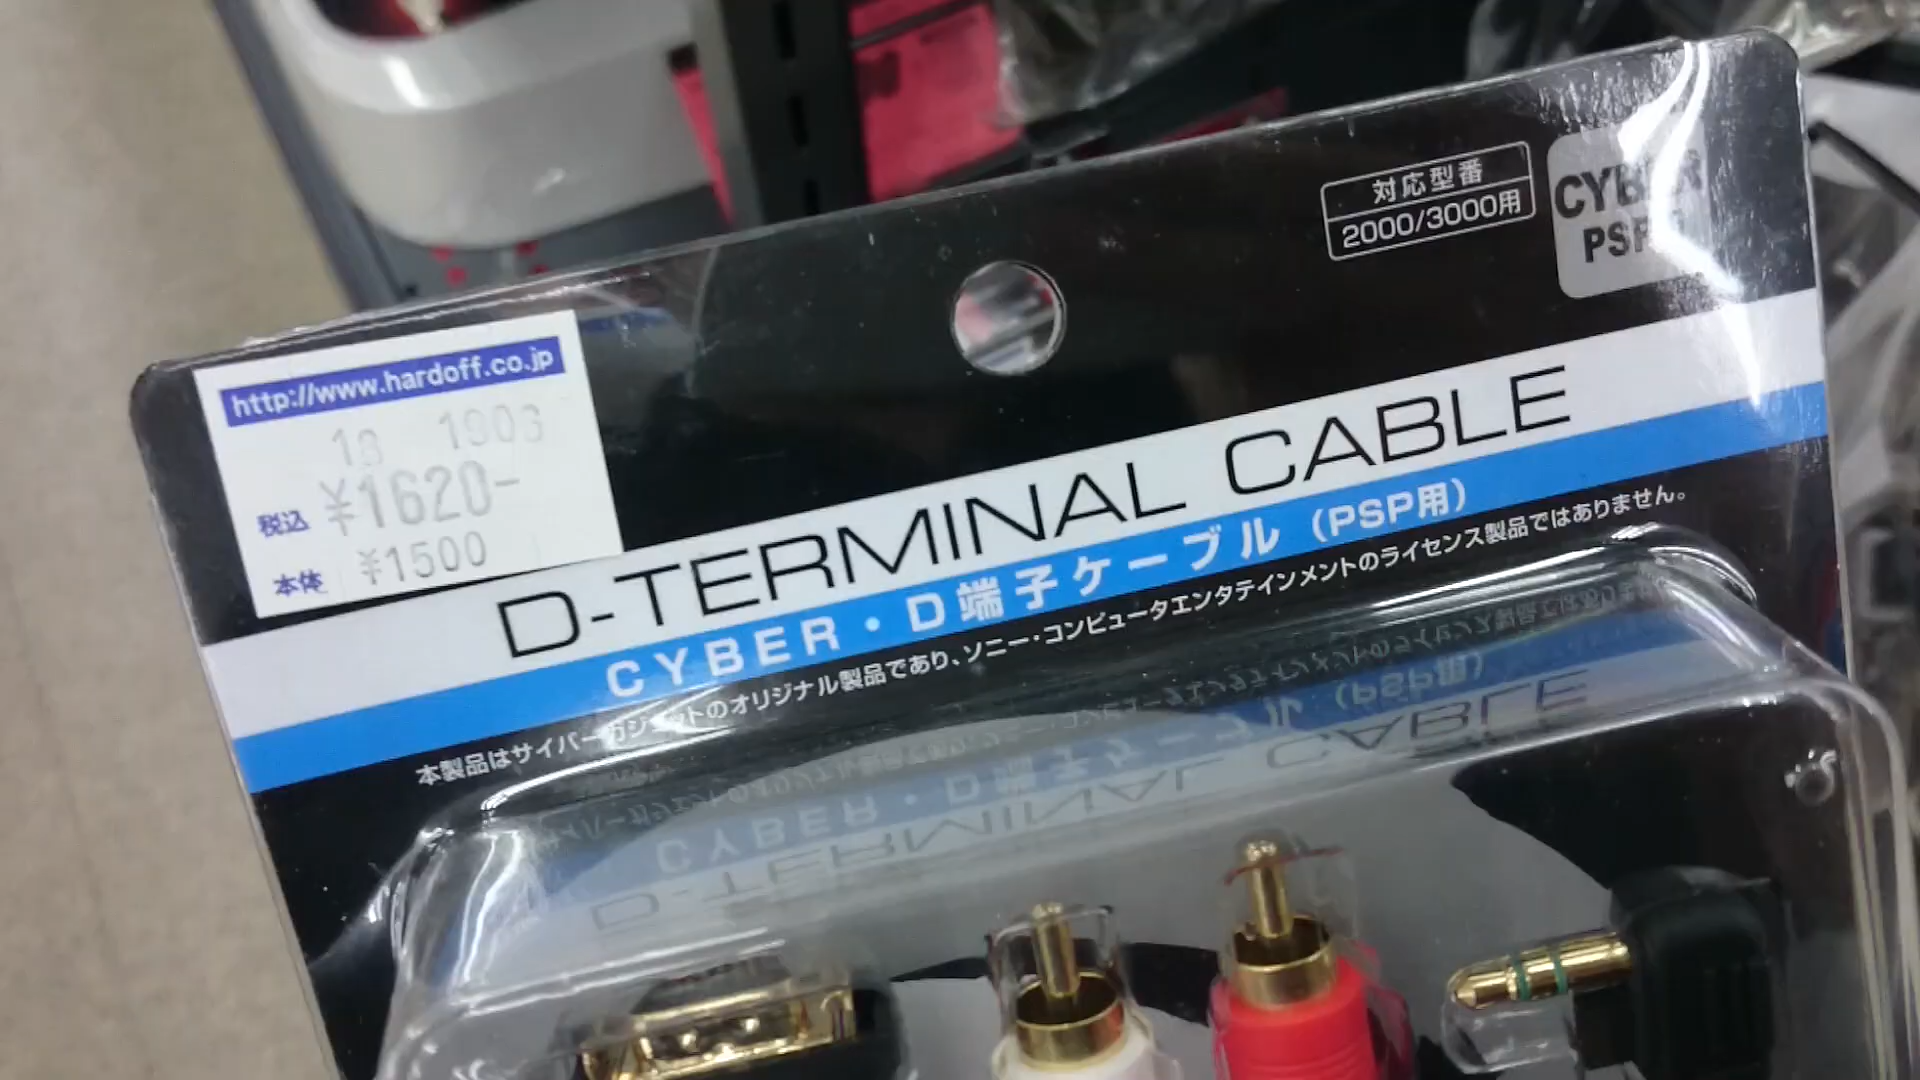 対応型番
2000/3000用
CYBER
PSP
http://www.hardoff.co.jp
18 1903
税込 ¥1620-
本体 ¥1500
D-TERMINAL CABLE
CYBER・D端子ケーブル（PSP用）
本製品はサイバーガジェットのオリジナル製品であり、ソニー・コンピュータエンタテインメントのライセンス製品ではありません。